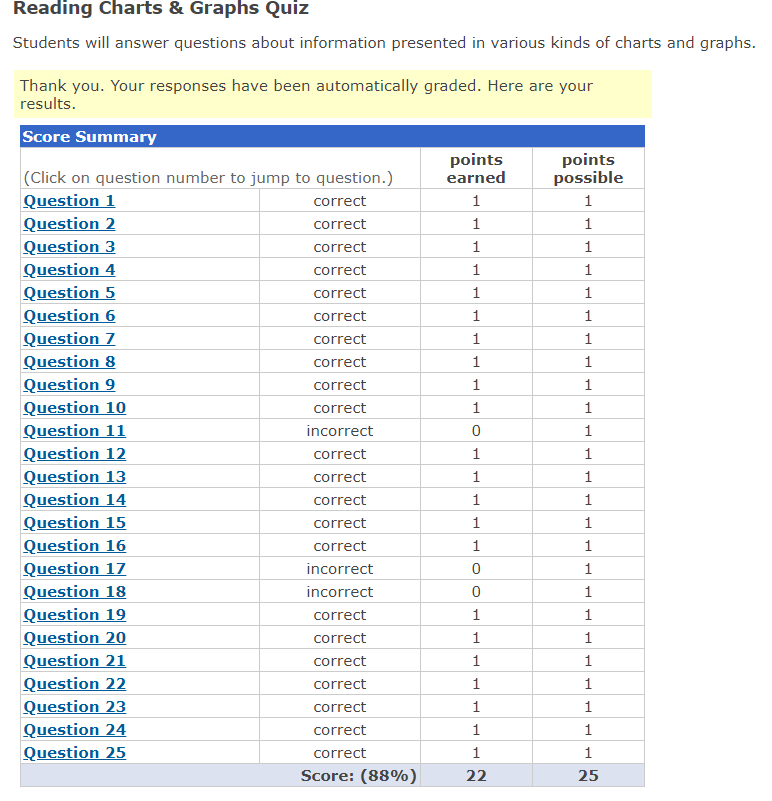 Reading Charts & Graphs Quiz
Students will answer questions about information presented in various kinds of charts and graphs.
Thank you. Your responses have been automatically graded. Here are your
results.
Score Summary
(Click on question number to jump to question.) points earned points possible
Question 1 correct 1 1
Question 2 correct 1 1
Question 3 correct 1 1
Question 4 correct 1 1
Question 5 correct 1 1
Question 6 correct 1 1
Question 7 correct 1 1
Question 8 correct 1 1
Question 9 correct 1 1
Question 10 correct 1 1
Question 11 incorrect 0 1
Question 12 correct 1 1
Question 13 correct 1 1
Question 14 correct 1 1
Question 15 correct 1 1
Question 16 correct 1 1
Question 17 incorrect 0 1
Question 18 incorrect 0 1
Question 19 correct 1 1
Question 20 correct 1 1
Question 21 correct 1 1
Question 22 correct 1 1
Question 23 correct 1 1
Question 24 correct 1 1
Question 25 correct 1 1
Score: (88%) 22 25